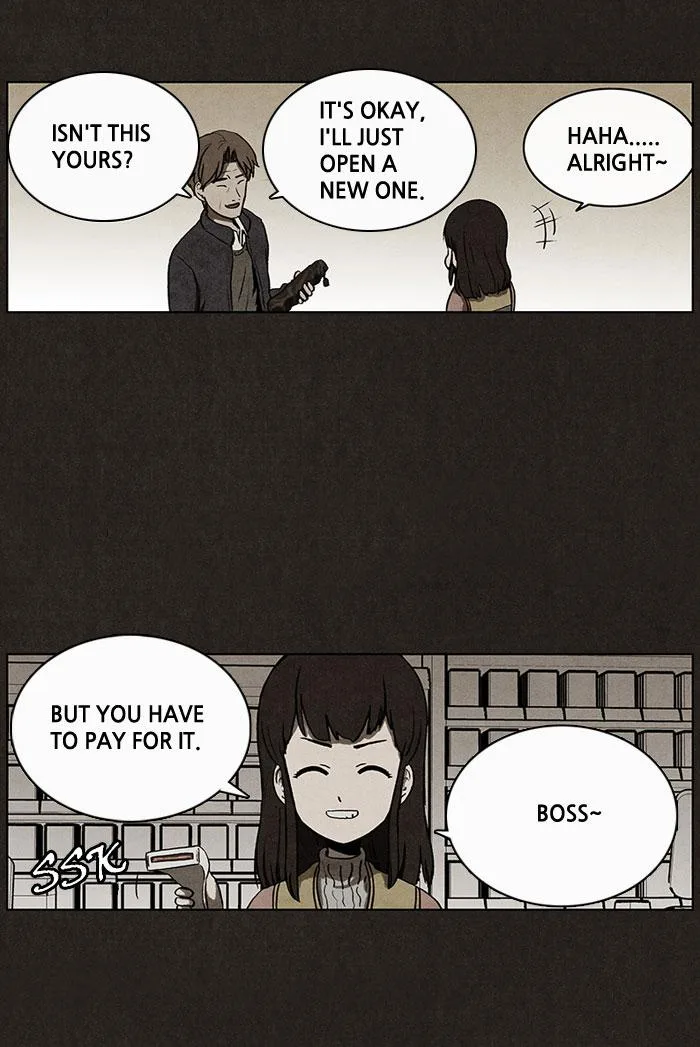 ISN'T THIS
YOURS?
IT'S OKAY,
I'LL JUST
OPEN A
NEW ONE.
HAHA.....
ALRIGHT~
BUT YOU HAVE
TO PAY FOR IT.
SSK
BOSS~